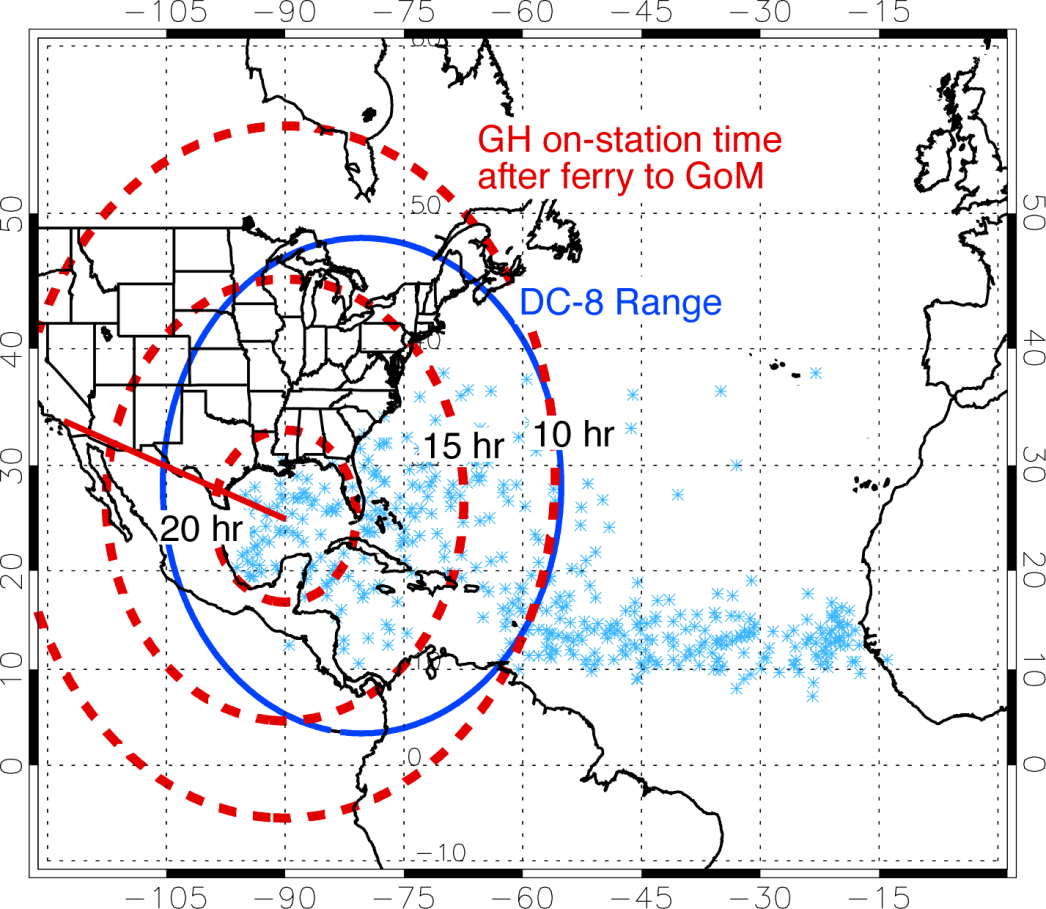 −105 −90 −75 −60 −45 −30 −15
60
GH on-station time
after ferry to GoM
50 50 50
DC-8 Range
40 40
15 hr 10 hr
30 30
20 hr
20 20
10 10
0 0 0
−10
−105 −90 −75 −60 −45 −30 −15